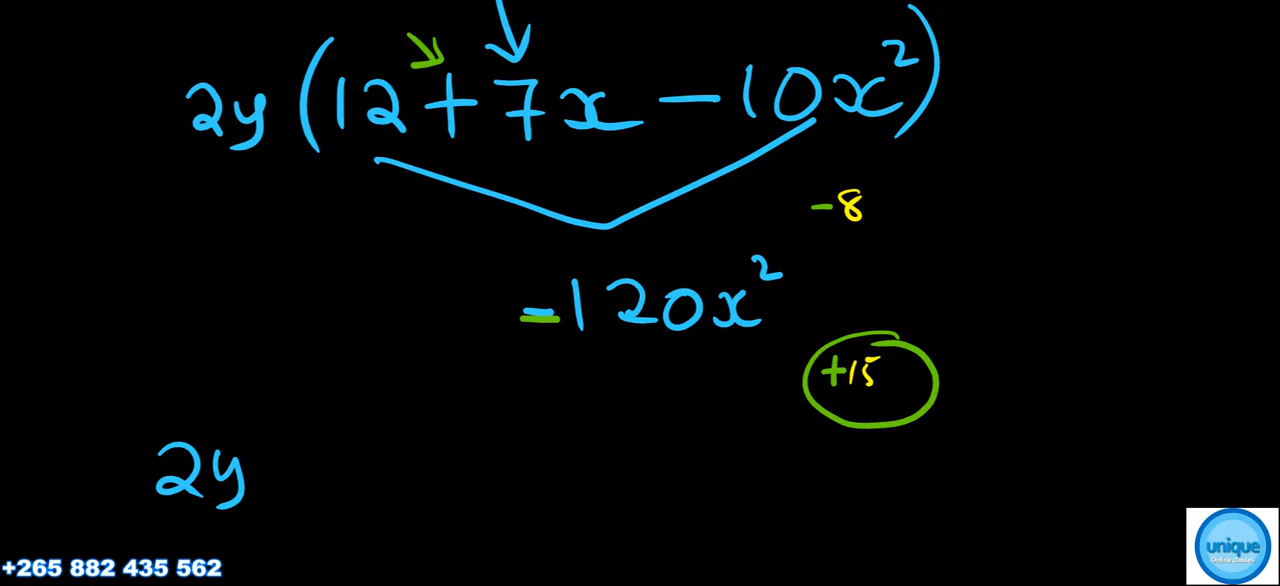 2y(12+7x-10x²)
-8
-120x²
+15
2y
unique
Online classes
+265 882 435 562